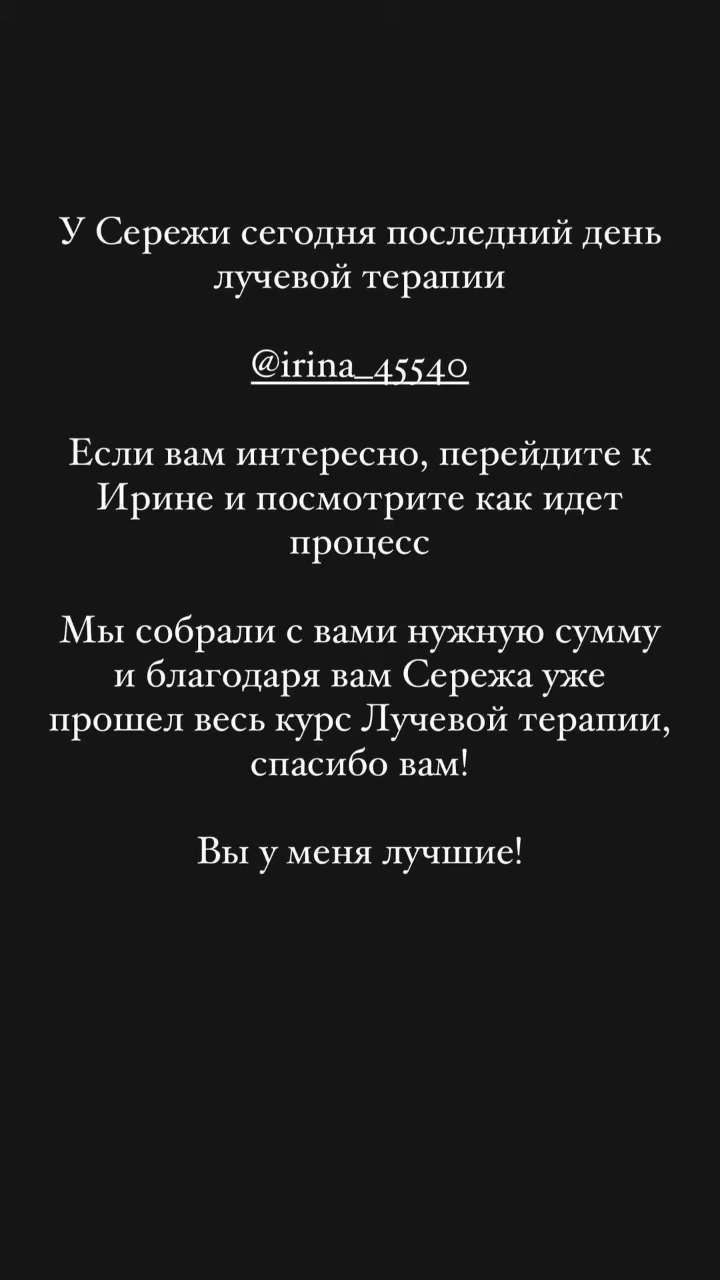 У Сережи сегодня последний день
лучевой терапии
@irina_45540
Если вам интересно, перейдите к
Ирине и посмотрите как идет
процесс
Мы собрали с вами нужную сумму
и благодаря вам Сережа уже
прошел весь курс Лучевой терапии,
спасибо вам!
Вы у меня лучшие!